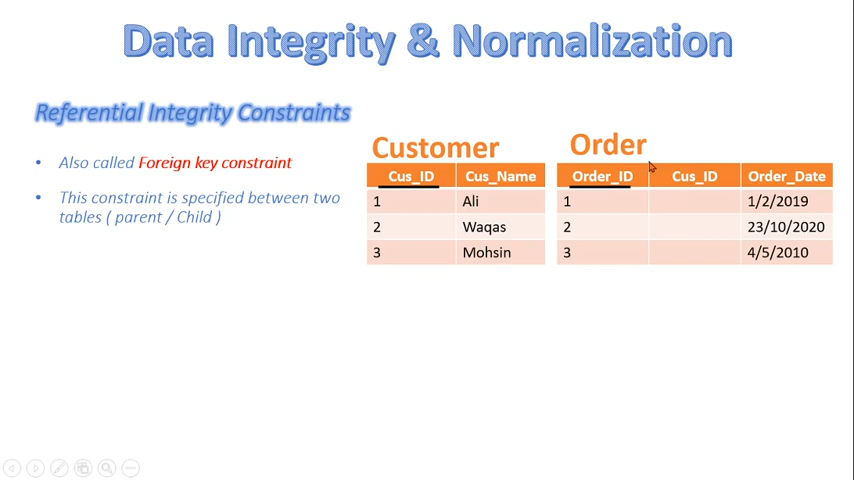 Data Integrity & Normalization
Referential Integrity Constraints
• Also called Foreign key constraint
• This constraint is specified between two
tables ( parent / Child )
Customer
Cus_ID Cus_Name
1 Ali
2 Waqas
3 Mohsin
Order
Order_ID Cus_ID Order_Date
1 1/2/2019
2 23/10/2020
3 4/5/2010